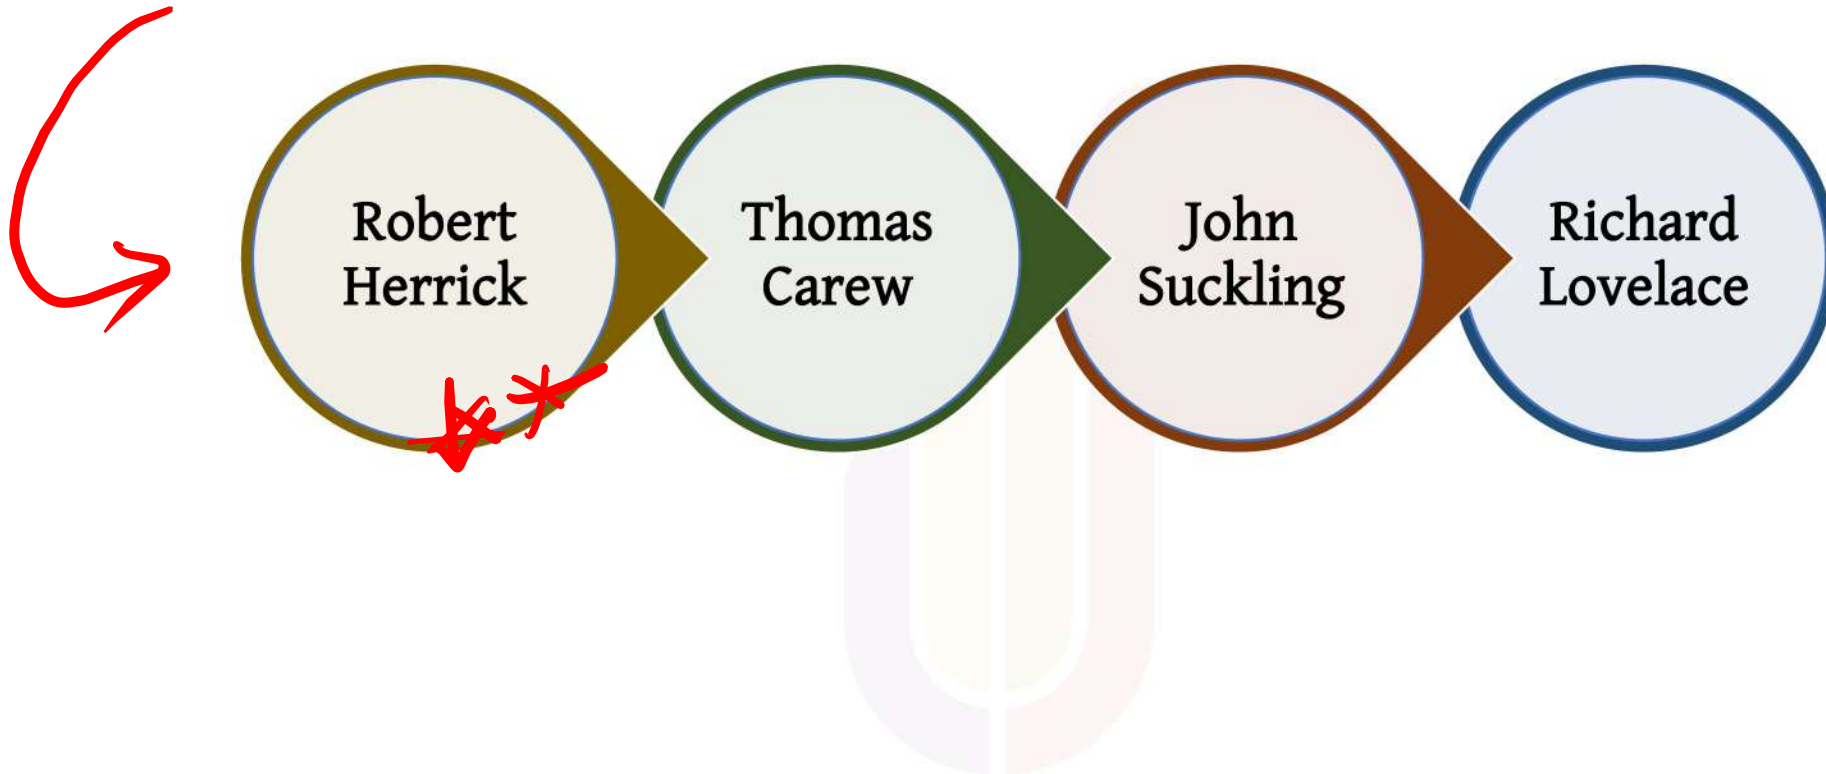 Robert
Herrick
Thomas
Carew
John
Suckling
Richard
Lovelace